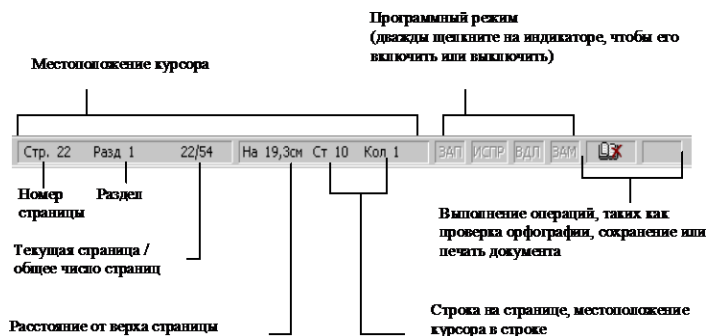 Программный режим
(дважды щелкните на индикаторе, чтобы его
включить или выключить)
Местоположение курсора
Стр. 22 Разд 1 22/54 На 19,3см Ст 10 Кол 1 ЗАП ИСПР ВДЛ ЗАМ
Номер
страницы
Раздел
Выполнение операций, таких как
проверка орфографии, сохранение или
печать документа
Текущая страница /
общее число страниц
Расстояние от верха страницы
Строка на странице, местоположение
курсора в строке